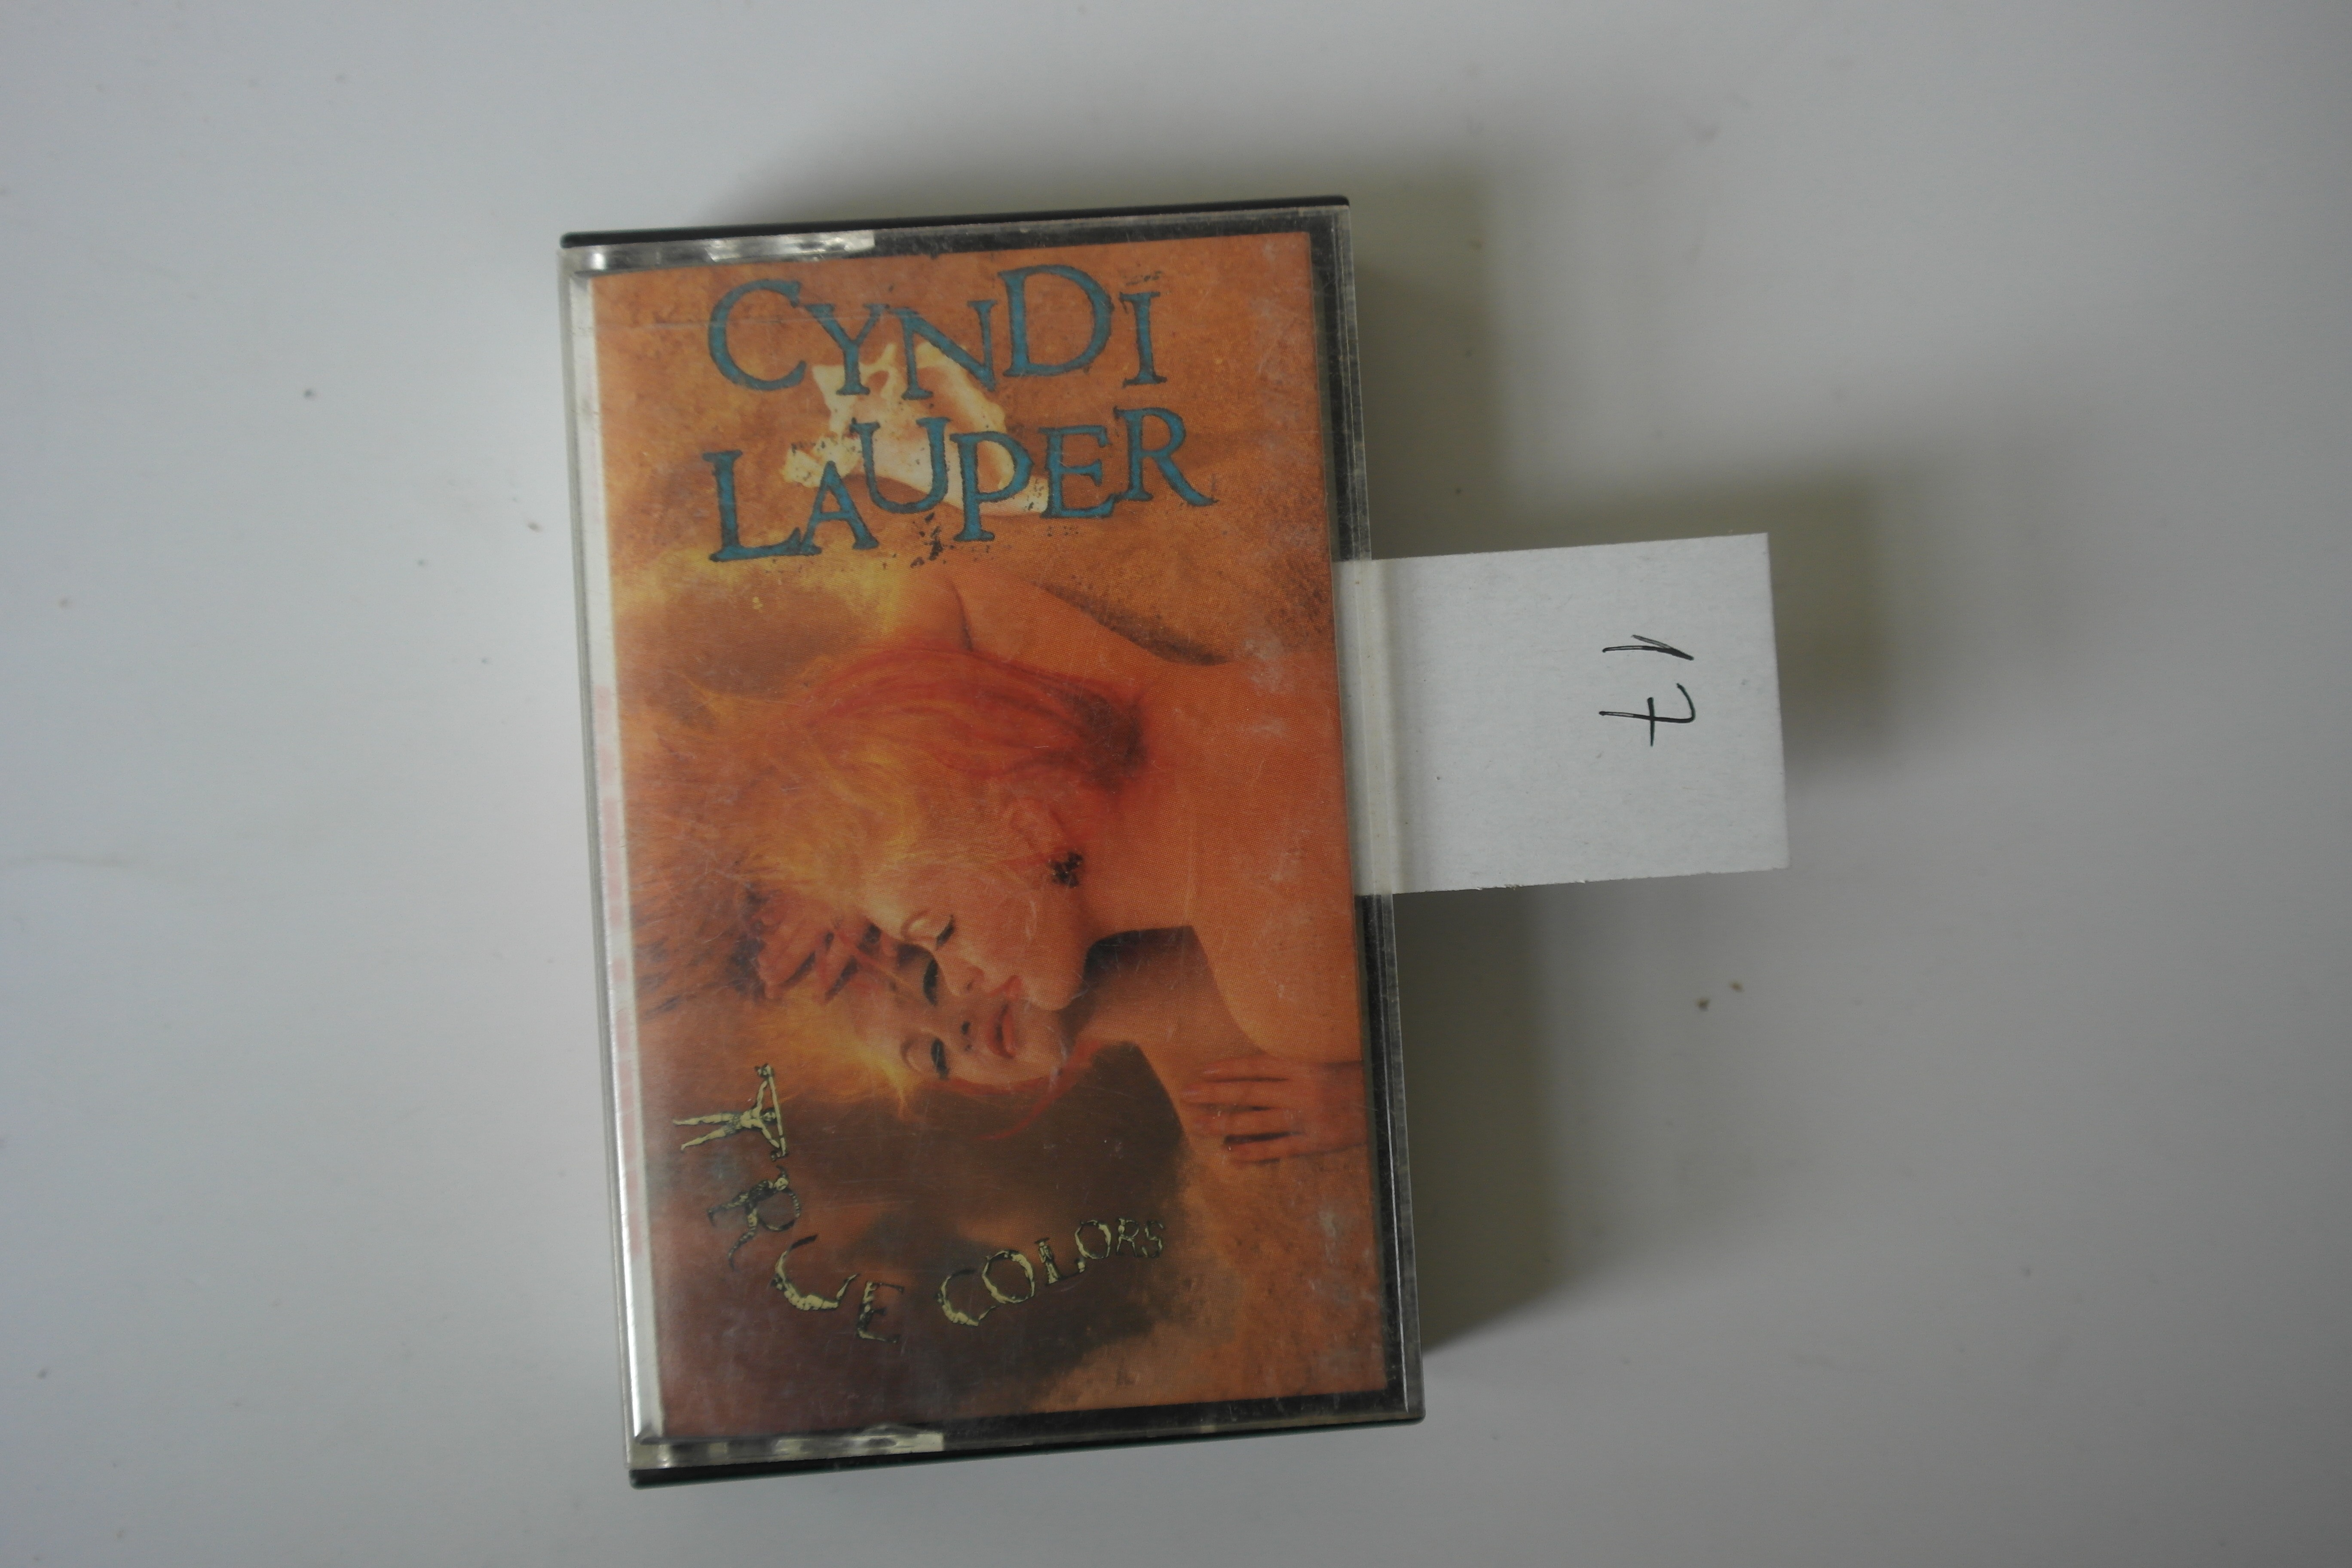 CYNDI
LAUPER
TRUE COLORS
17